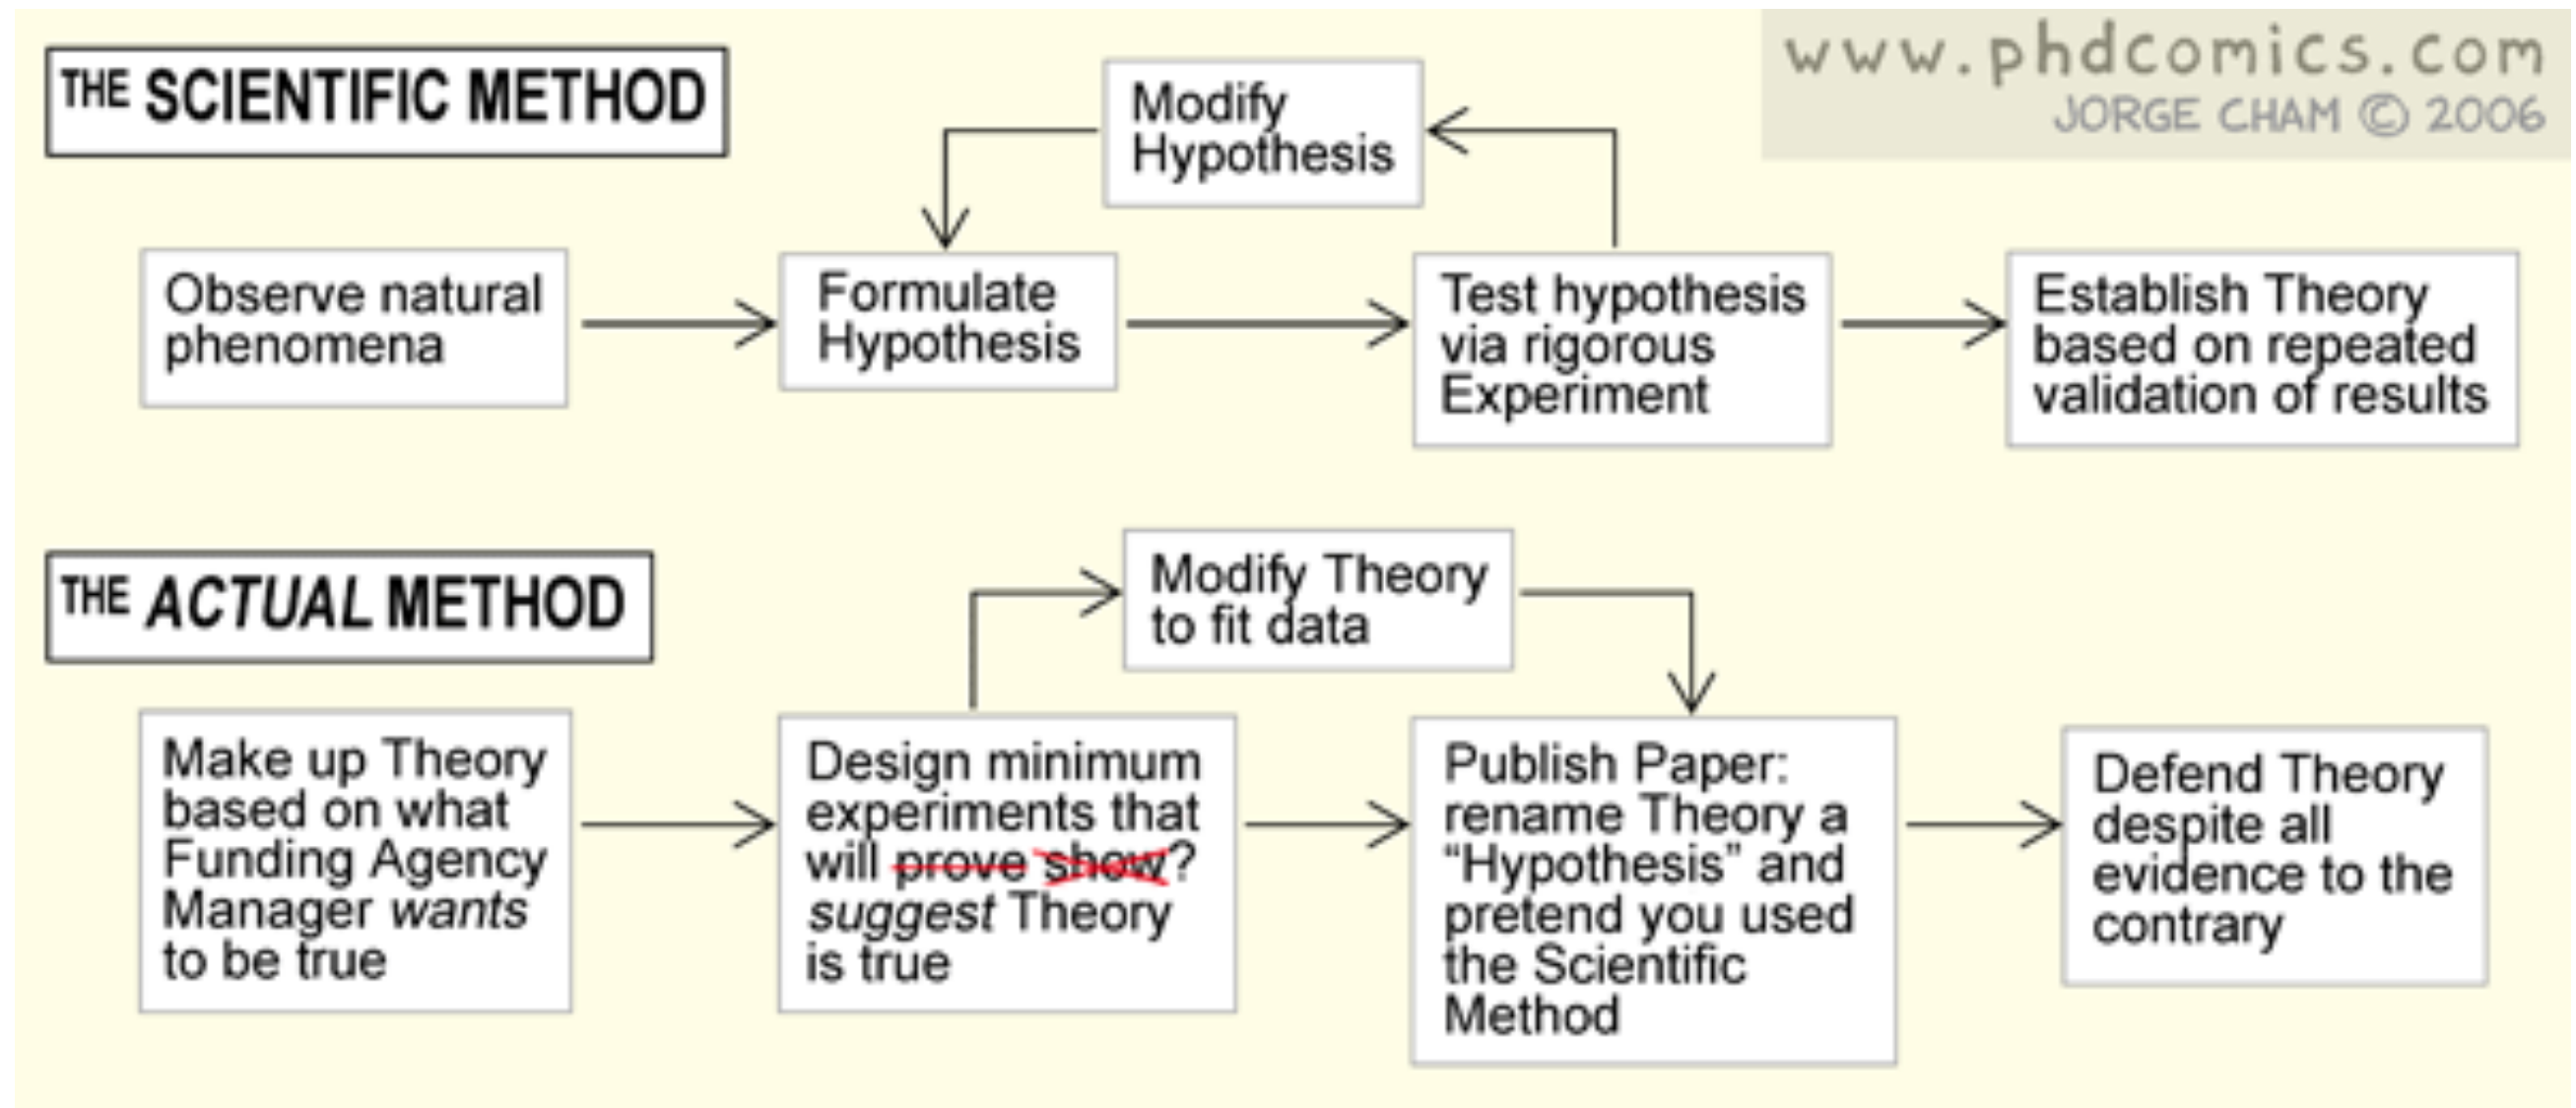 www.phdcomics.com
JORGE CHAM © 2006
THE SCIENTIFIC METHOD
Modify
Hypothesis
Observe natural
phenomena
Formulate
Hypothesis
Test hypothesis
via rigorous
Experiment
Establish Theory
based on repeated
validation of results
THE ACTUAL METHOD
Modify Theory
to fit data
Make up Theory
based on what
Funding Agency
Manager wants
to be true
Design minimum
experiments that
will prove show?
suggest Theory
is true
Publish Paper:
rename Theory a
“Hypothesis” and
pretend you used
the Scientific
Method
Defend Theory
despite all
evidence to the
contrary